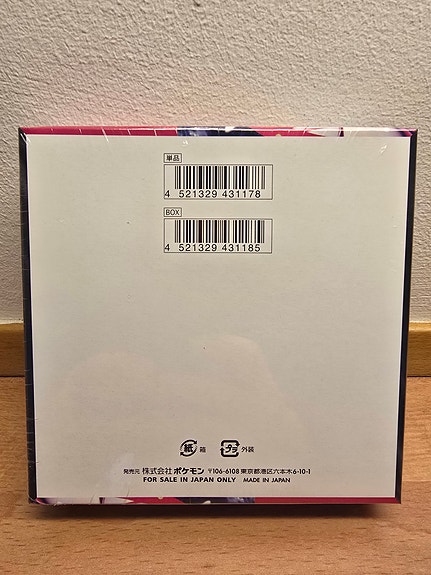 単品
4 521329 431178
BOX
4 521329 431185
紙 箱 プラ 外装
発売元 株式会社ポケモン 〒106-6108 東京都港区六本木6-10-1
FOR SALE IN JAPAN ONLY MADE IN JAPAN